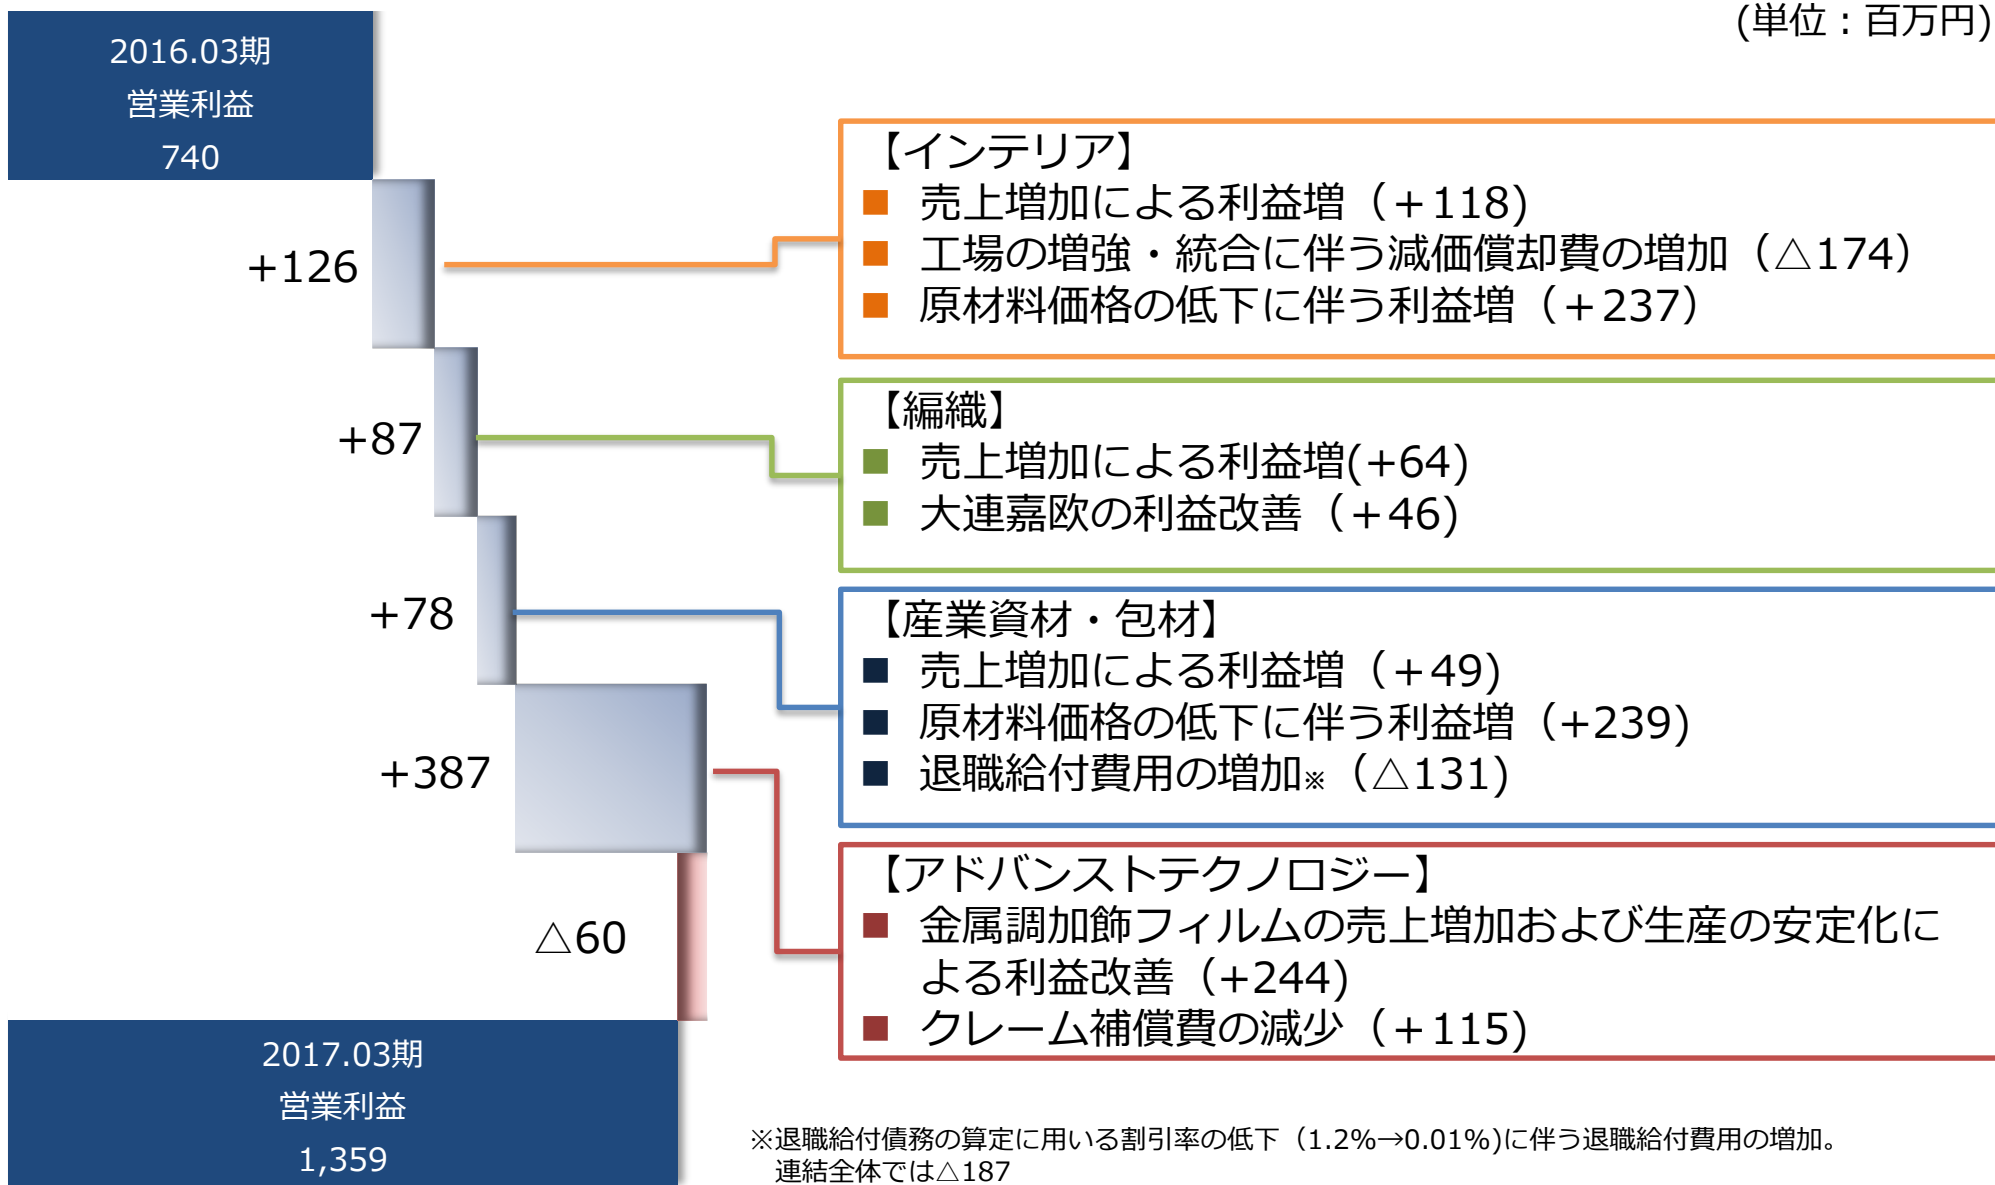 (単位：百万円)
2016.03期
営業利益
740
+126
【インテリア】
■ 売上増加による利益増（＋118)
■ 工場の増強・統合に伴う減価償却費の増加（△174）
■ 原材料価格の低下に伴う利益増（＋237）
+87
【編織】
■ 売上増加による利益増(+64)
■ 大連嘉欧の利益改善（＋46)
+78
【産業資材・包材】
■ 売上増加による利益増（＋49)
■ 原材料価格の低下に伴う利益増（+239)
■ 退職給付費用の増加※（△131)
+387
【アドバンストテクノロジー】
■ 金属調加飾フィルムの売上増加および生産の安定化に
よる利益改善（+244)
■ クレーム補償費の減少（＋115)
△60
2017.03期
営業利益
1,359
※退職給付債務の算定に用いる割引率の低下（1.2%→0.01%)に伴う退職給付費用の増加。
連結全体では△187